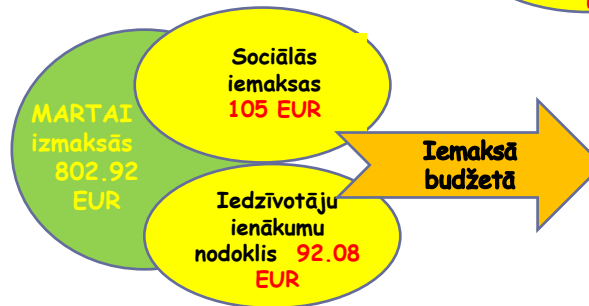 Sociālās
iemaksas
105 EUR
MARTAI
izmaksās
802.92
EUR
Iemaksā
budžetā
Iedzīvotāju
ienākumu
nodoklis 92.08
EUR